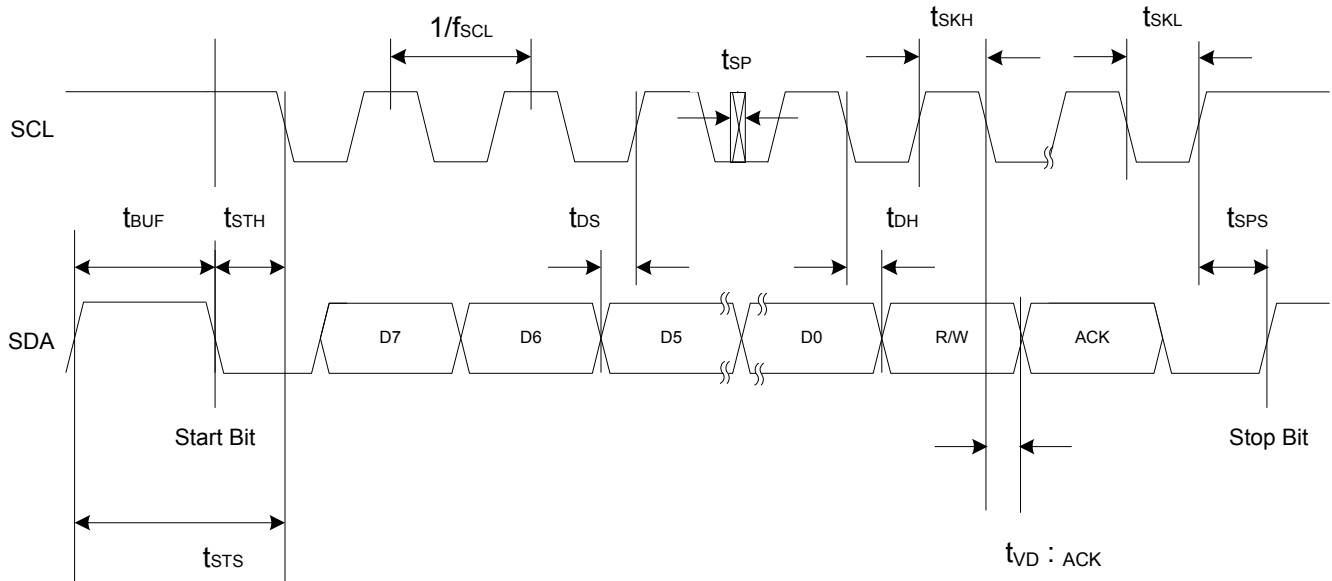 1/fSCL
tSKH
tSKL
tSP
SCL
tBUF
tSTH
tDS
tDH
tSPS
SDA
D7
D6
D5
D0
R/W
ACK
Start Bit
Stop Bit
tSTS
tVD : ACK